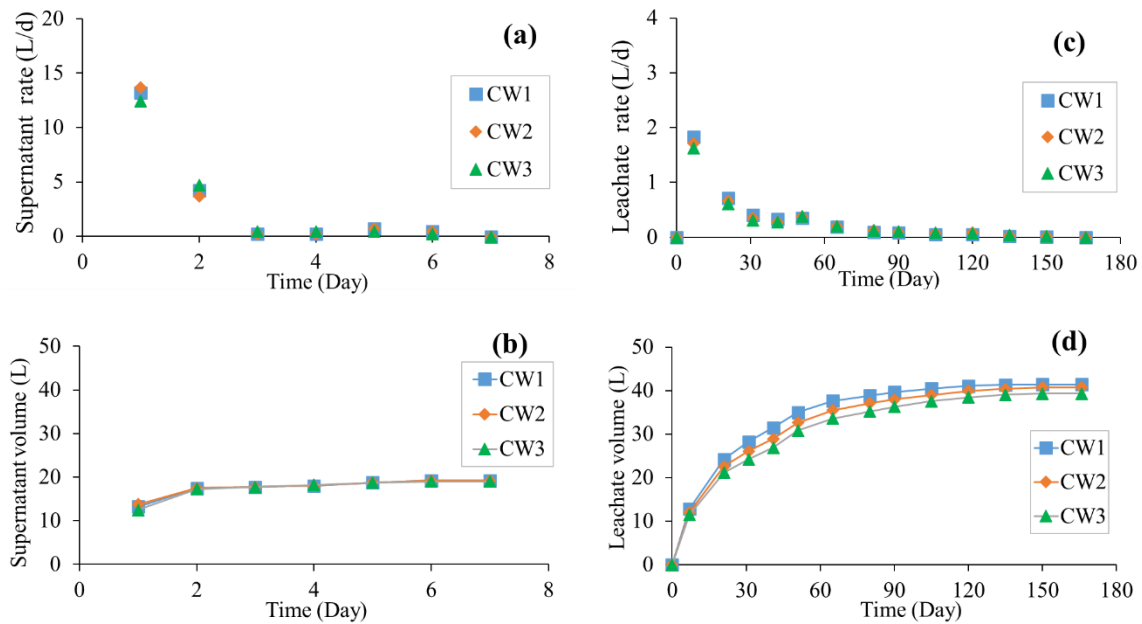 (a)
Supernatant rate (L/d)
20
15
10
5
0
0 2 4 6 8
Time (Day)
CW1
CW2
CW3
(c)
Leachate rate (L/d)
4
3
2
1
0
0 30 60 90 120 150 180
Time (Day)
CW1
CW2
CW3
(b)
Supernatant volume (L)
50
40
30
20
10
0
0 2 4 6 8
Time (Day)
CW1
CW2
CW3
(d)
Leachate volume (L)
50
40
30
20
10
0
0 30 60 90 120 150 180
Time (Day)
CW1
CW2
CW3